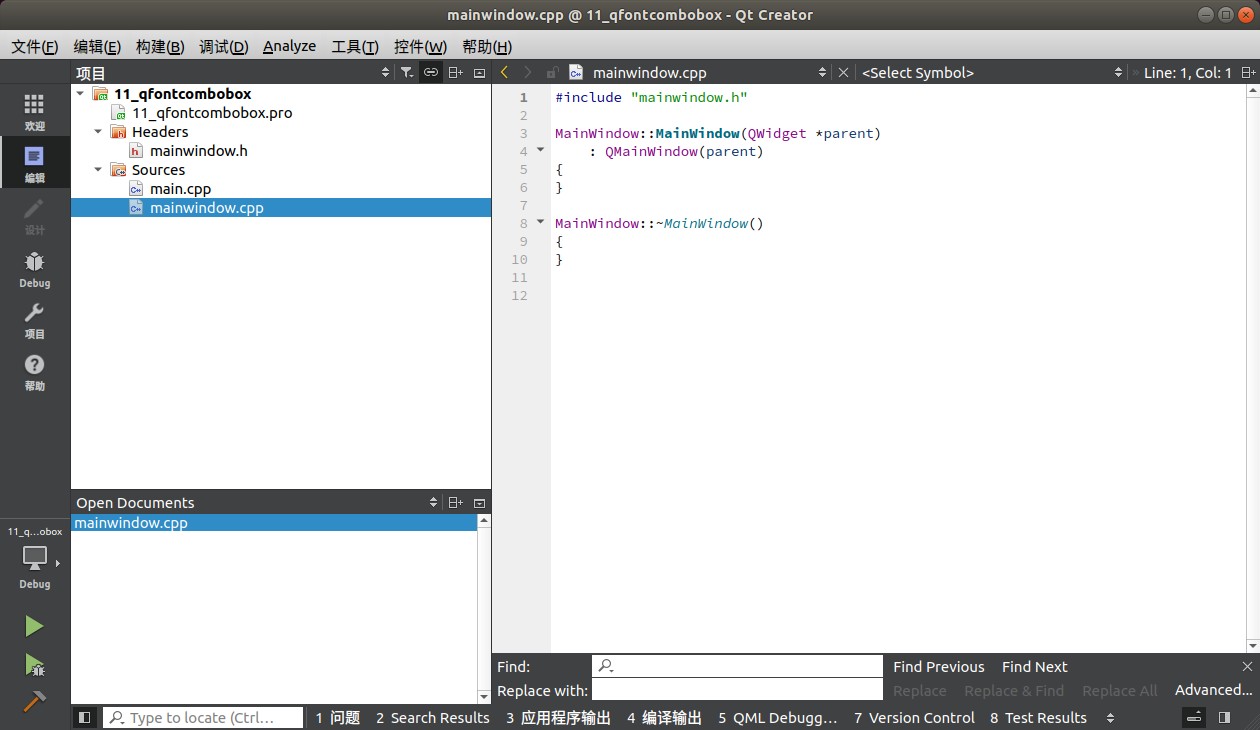 mainwindow.cpp @ 11_qfontcombobox - Qt Creator
文件(F) 编辑(E) 构建(B) 调试(D) Analyze 工具(T) 控件(W) 帮助(H)
项目
mainwindow.cpp <Select Symbol> Line: 1, Col: 1
欢迎
编辑
设计
Debug
项目
帮助
11_q...obox
Debug
11_qfontcombobox
11_qfontcombobox.pro
Headers
mainwindow.h
Sources
main.cpp
mainwindow.cpp
Open Documents
mainwindow.cpp
1 #include "mainwindow.h"
2
3 MainWindow::MainWindow(QWidget *parent)
4 : QMainWindow(parent)
5 {
6 }
7
8 MainWindow::~MainWindow()
9 {
10 }
11
12
Find: Find Previous Find Next
Replace with: Replace Replace & Find Replace All Advanced...
Type to locate (Ctrl... 1 问题 2 Search Results 3 应用程序输出 4 编译输出 5 QML Debugg... 7 Version Control 8 Test Results